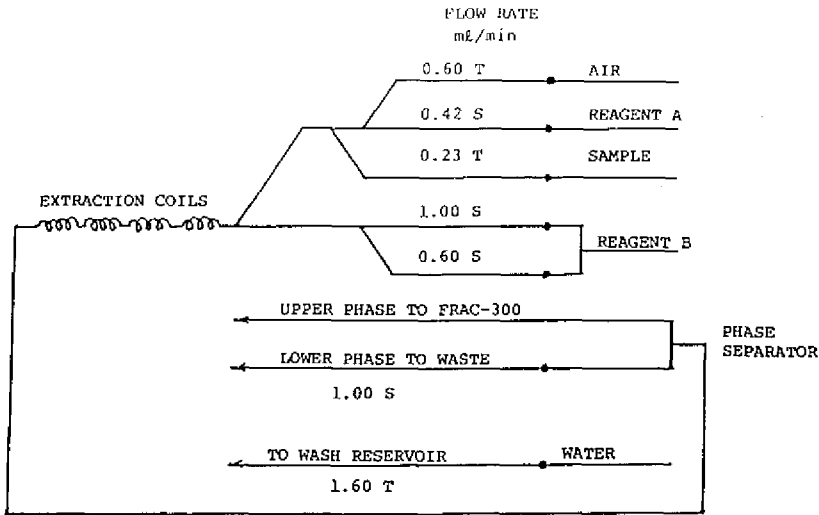 FLOW RATE
mℓ/min
0.60 T AIR
0.42 S REAGENT A
0.23 T SAMPLE
EXTRACTION COILS
1.00 S
REAGENT B
0.60 S
UPPER PHASE TO FRAC-300
PHASE
SEPARATOR
LOWER PHASE TO WASTE
1.00 S
TO WASH RESERVOIR WATER
1.60 T